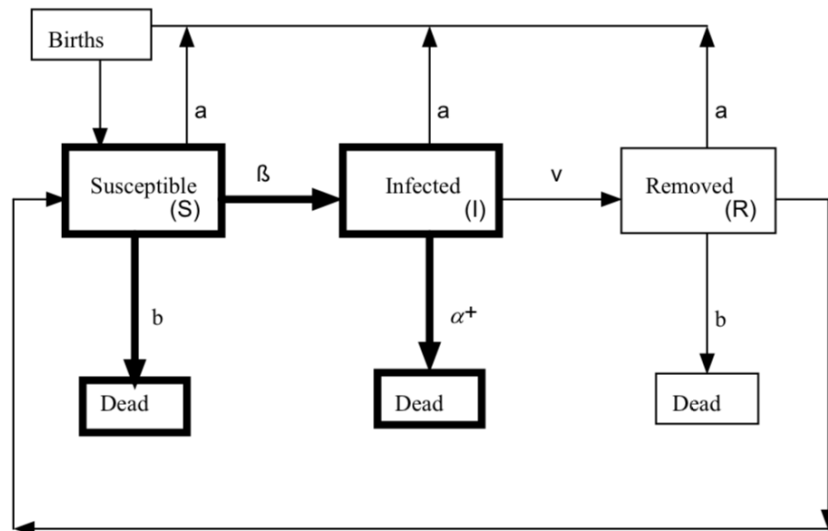 Births
a
a
a
Susceptible
(S)
ß
Infected
(I)
v
Removed
(R)
b
α+
b
Dead
Dead
Dead